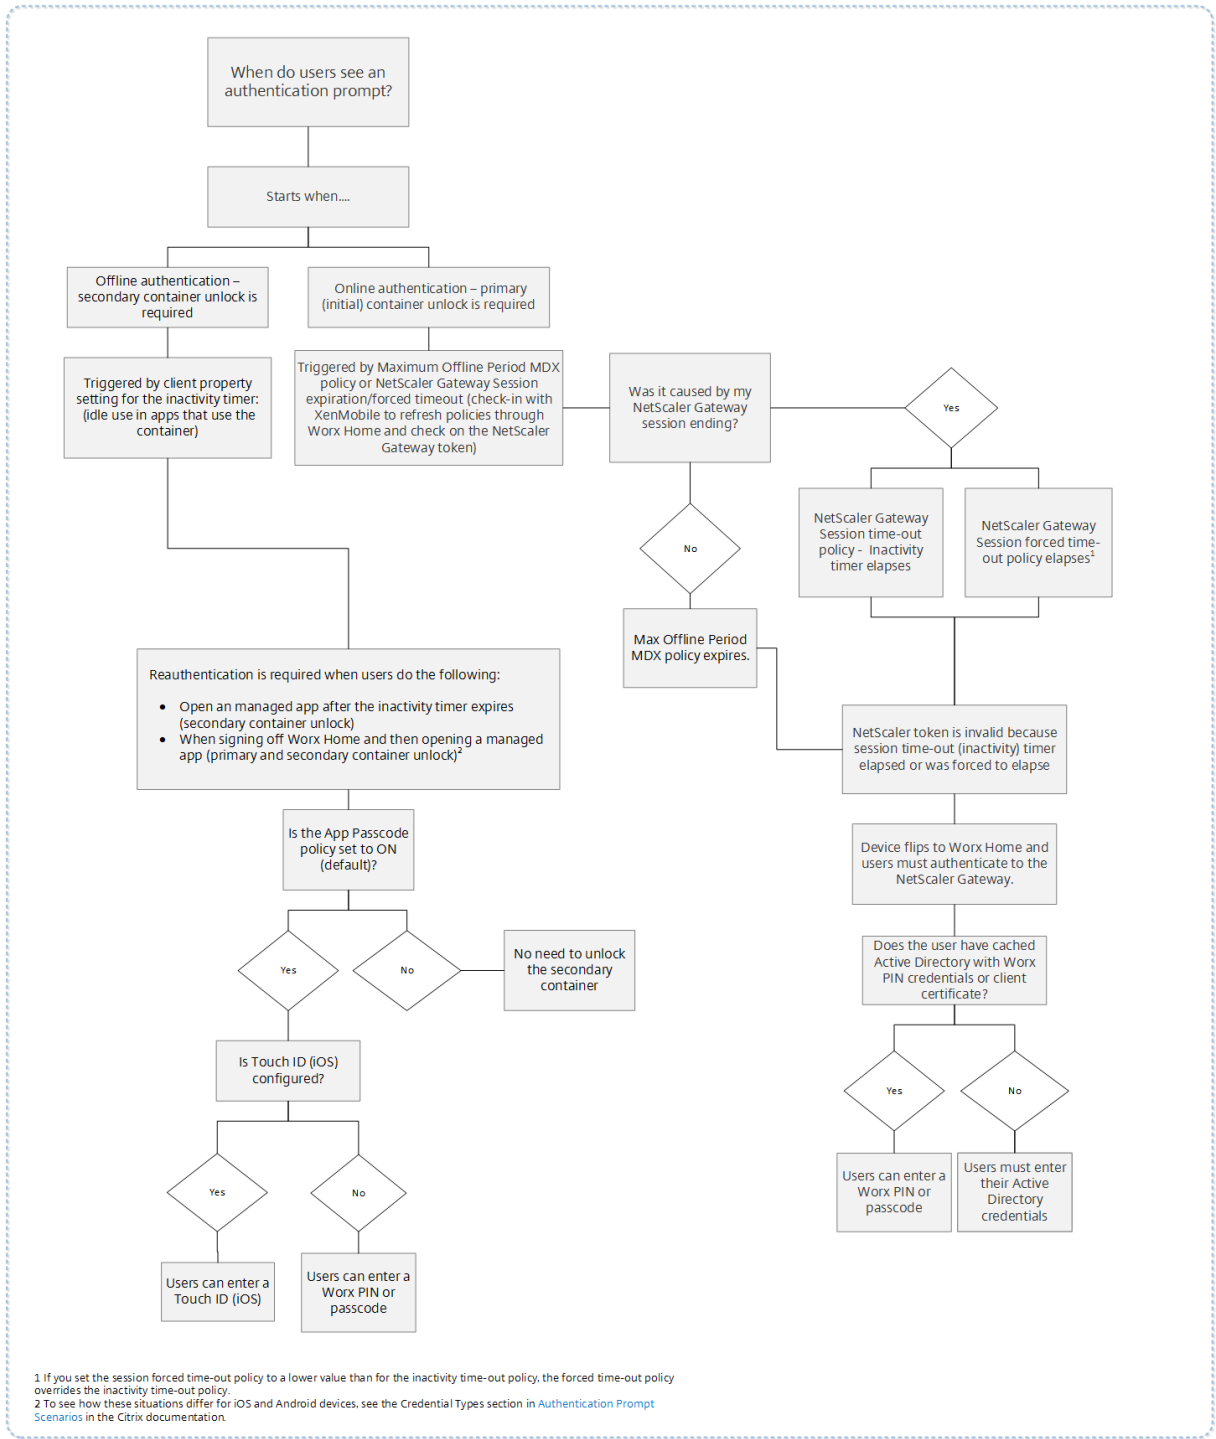 When do users see an
authentication prompt?
Starts when....
Offline authentication –
secondary container unlock is
required
Online authentication – primary
(initial) container unlock is required
Triggered by client property
setting for the inactivity timer:
(idle use in apps that use the
container)
Triggered by Maximum Offline Period MDX
policy or NetScaler Gateway Session
expiration/forced timeout (check-in with
XenMobile to refresh policies through
Worx Home and check on the NetScaler
Gateway token)
Was it caused by my
NetScaler Gateway
session ending?
Yes
No
NetScaler Gateway
Session time-out
policy -  Inactivity
timer elapses
NetScaler Gateway
Session forced time-
out policy elapses¹
Max Offline Period
MDX policy expires.
Reauthentication is required when users do the following:
• Open an managed app after the inactivity timer expires
(secondary container unlock)
• When signing off Worx Home and then opening a managed
app (primary and secondary container unlock)²
NetScaler token is invalid because
session time-out (inactivity) timer
elapsed or was forced to elapse
Is the App Passcode
policy set to ON
(default)?
Device flips to Worx Home and
users must authenticate to the
NetScaler Gateway.
Yes
No
No need to unlock
the secondary
container
Does the user have cached
Active Directory with Worx
PIN credentials or client
certificate?
Is Touch ID (iOS)
configured?
Yes
No
Yes
No
Users can enter a
Worx PIN or
passcode
Users must enter
their Active
Directory
credentials
Users can enter a
Touch ID (iOS)
Users can enter a
Worx PIN or
passcode
1 If you set the session forced time-out policy to a lower value than for the inactivity time-out policy, the forced time-out policy
overrides the inactivity time-out policy.
2 To see how these situations differ for iOS and Android devices, see the Credential Types section in Authentication Prompt
Scenarios in the Citrix documentation.